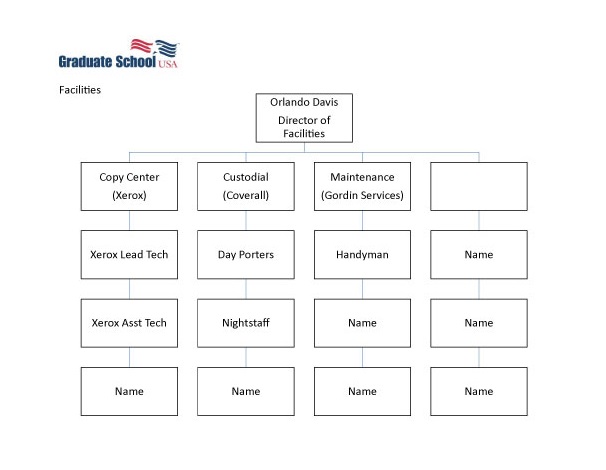 Graduate School USA
Facilities
Orlando Davis
Director of
Facilities
Copy Center
(Xerox)
Custodial
(Coverall)
Maintenance
(Gordin Services)
Xerox Lead Tech
Day Porters
Handyman
Name
Xerox Asst Tech
Nightstaff
Name
Name
Name
Name
Name
Name